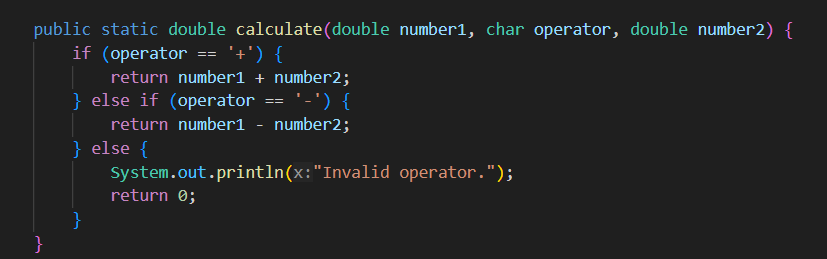 public static double calculate(double number1, char operator, double number2) {
    if (operator == '+') {
        return number1 + number2;
    } else if (operator == '-') {
        return number1 - number2;
    } else {
        System.out.println(x:"Invalid operator.");
        return 0;
    }
}